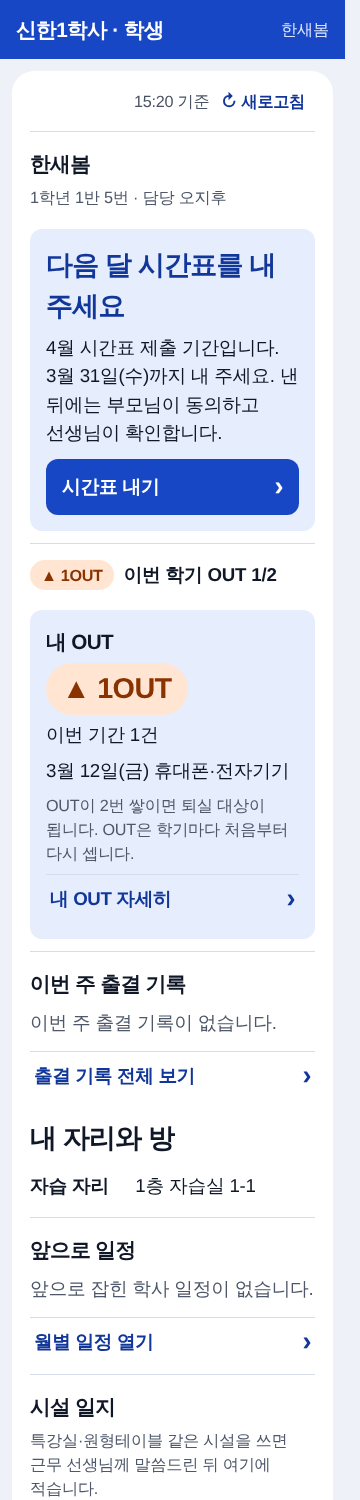 신한1학사 · 학생
한새봄
15:20 기준 ↻ 새로고침
한새봄
1학년 1반 5번 · 담당 오지후
다음 달 시간표를 내
주세요
4월 시간표 제출 기간입니다.
3월 31일(수)까지 내 주세요. 낸
뒤에는 부모님이 동의하고
선생님이 확인합니다.
시간표 내기 ›
▲ 1OUT 이번 학기 OUT 1/2
내 OUT
▲ 1OUT
이번 기간 1건
3월 12일(금) 휴대폰·전자기기
OUT이 2번 쌓이면 퇴실 대상이
됩니다. OUT은 학기마다 처음부터
다시 셉니다.
내 OUT 자세히 ›
이번 주 출결 기록
이번 주 출결 기록이 없습니다.
출결 기록 전체 보기 ›
내 자리와 방
자습 자리 1층 자습실 1-1
앞으로 일정
앞으로 잡힌 학사 일정이 없습니다.
월별 일정 열기 ›
시설 일지
특강실·원형테이블 같은 시설을 쓰면
근무 선생님께 말씀드린 뒤 여기에
적습니다.